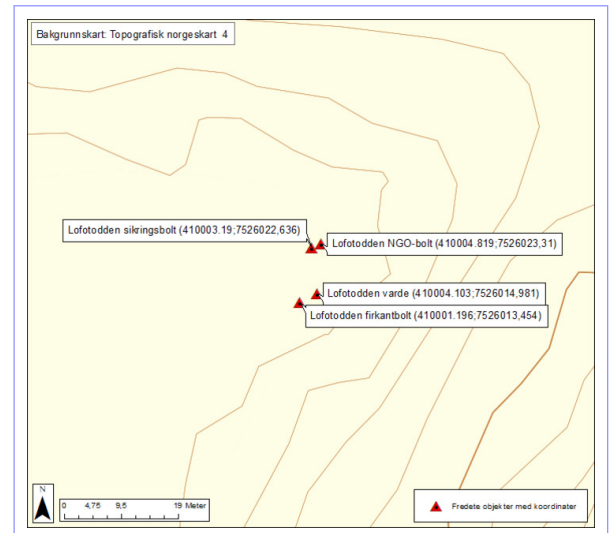 Bakgrunnskart: Topografisk norgeskart 4
Lofotodden sikringsbolt (410003.19;7526022,636)
Lofotodden NGO-bolt (410004.819;7526023,31)
Lofotodden varde (410004.103;7526014,981)
Lofotodden firkantbolt (410001.196;7526013,454)
N
0 4,75 9,5 19 Meter
Fredete objekter med koordinater